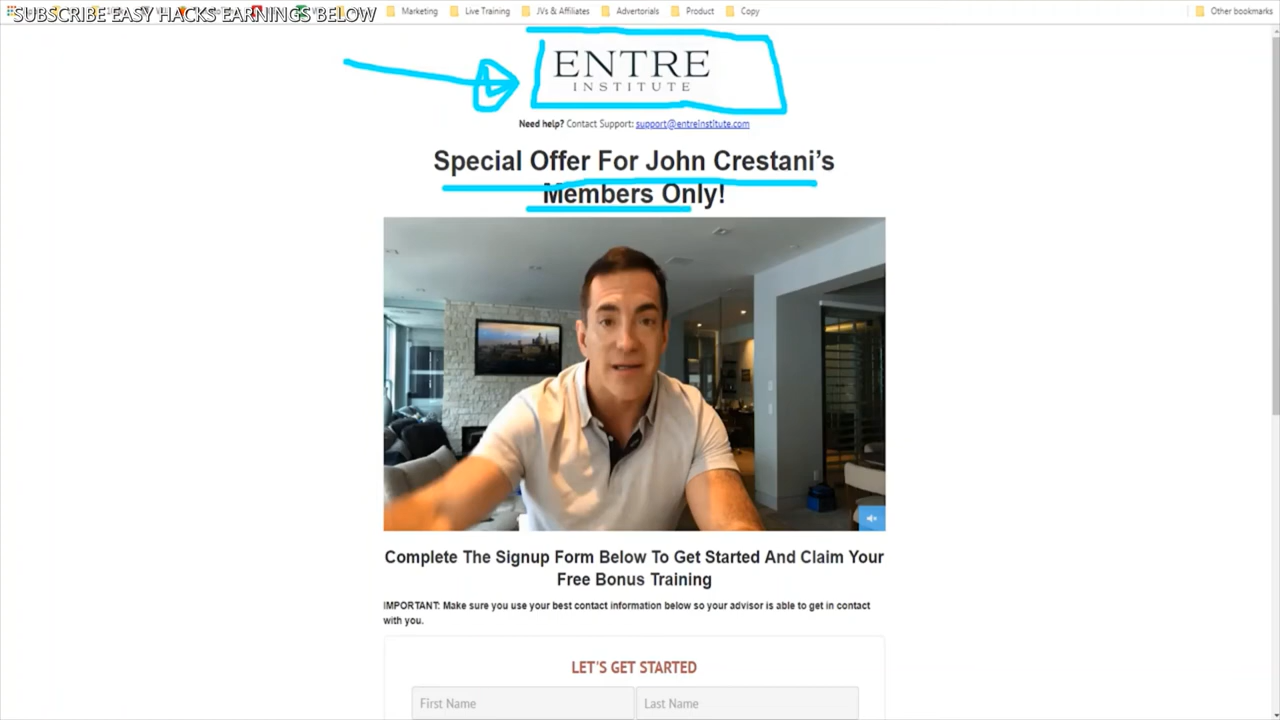 SUBSCRIBE EASY HACKS EARNINGS BELOW
Marketing
Live Training
JVs & Affiliates
Advertorials
Product
Copy
Other bookmarks
ENTRE
INSTITUTE
Need help? Contact Support: support@entreinstitute.com
Special Offer For John Crestani's
Members Only!
Complete The Signup Form Below To Get Started And Claim Your
Free Bonus Training
IMPORTANT: Make sure you use your best contact information below so your advisor is able to get in contact
with you.
LET'S GET STARTED
First Name
Last Name